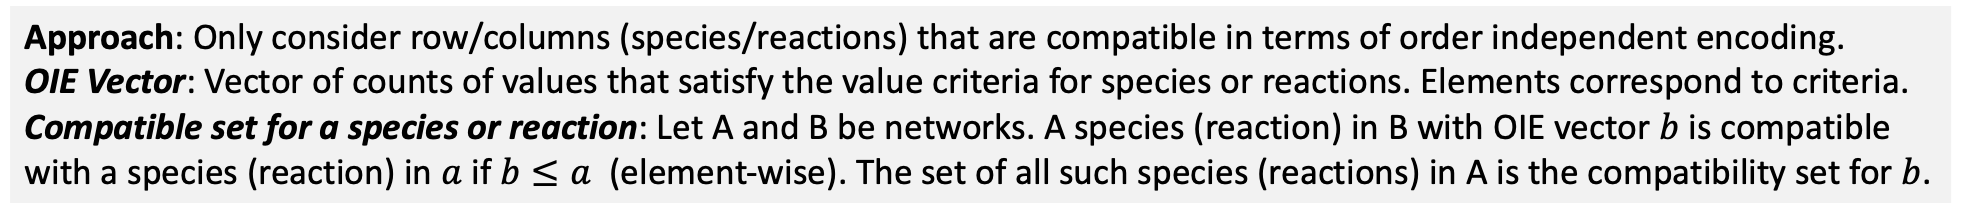 Approach: Only consider row/columns (species/reactions) that are compatible in terms of order independent encoding.
OIE Vector: Vector of counts of values that satisfy the value criteria for species or reactions. Elements correspond to criteria.
Compatible set for a species or reaction: Let A and B be networks. A species (reaction) in B with OIE vector b is compatible
with a species (reaction) in a if b ≤ a (element-wise). The set of all such species (reactions) in A is the compatibility set for b.